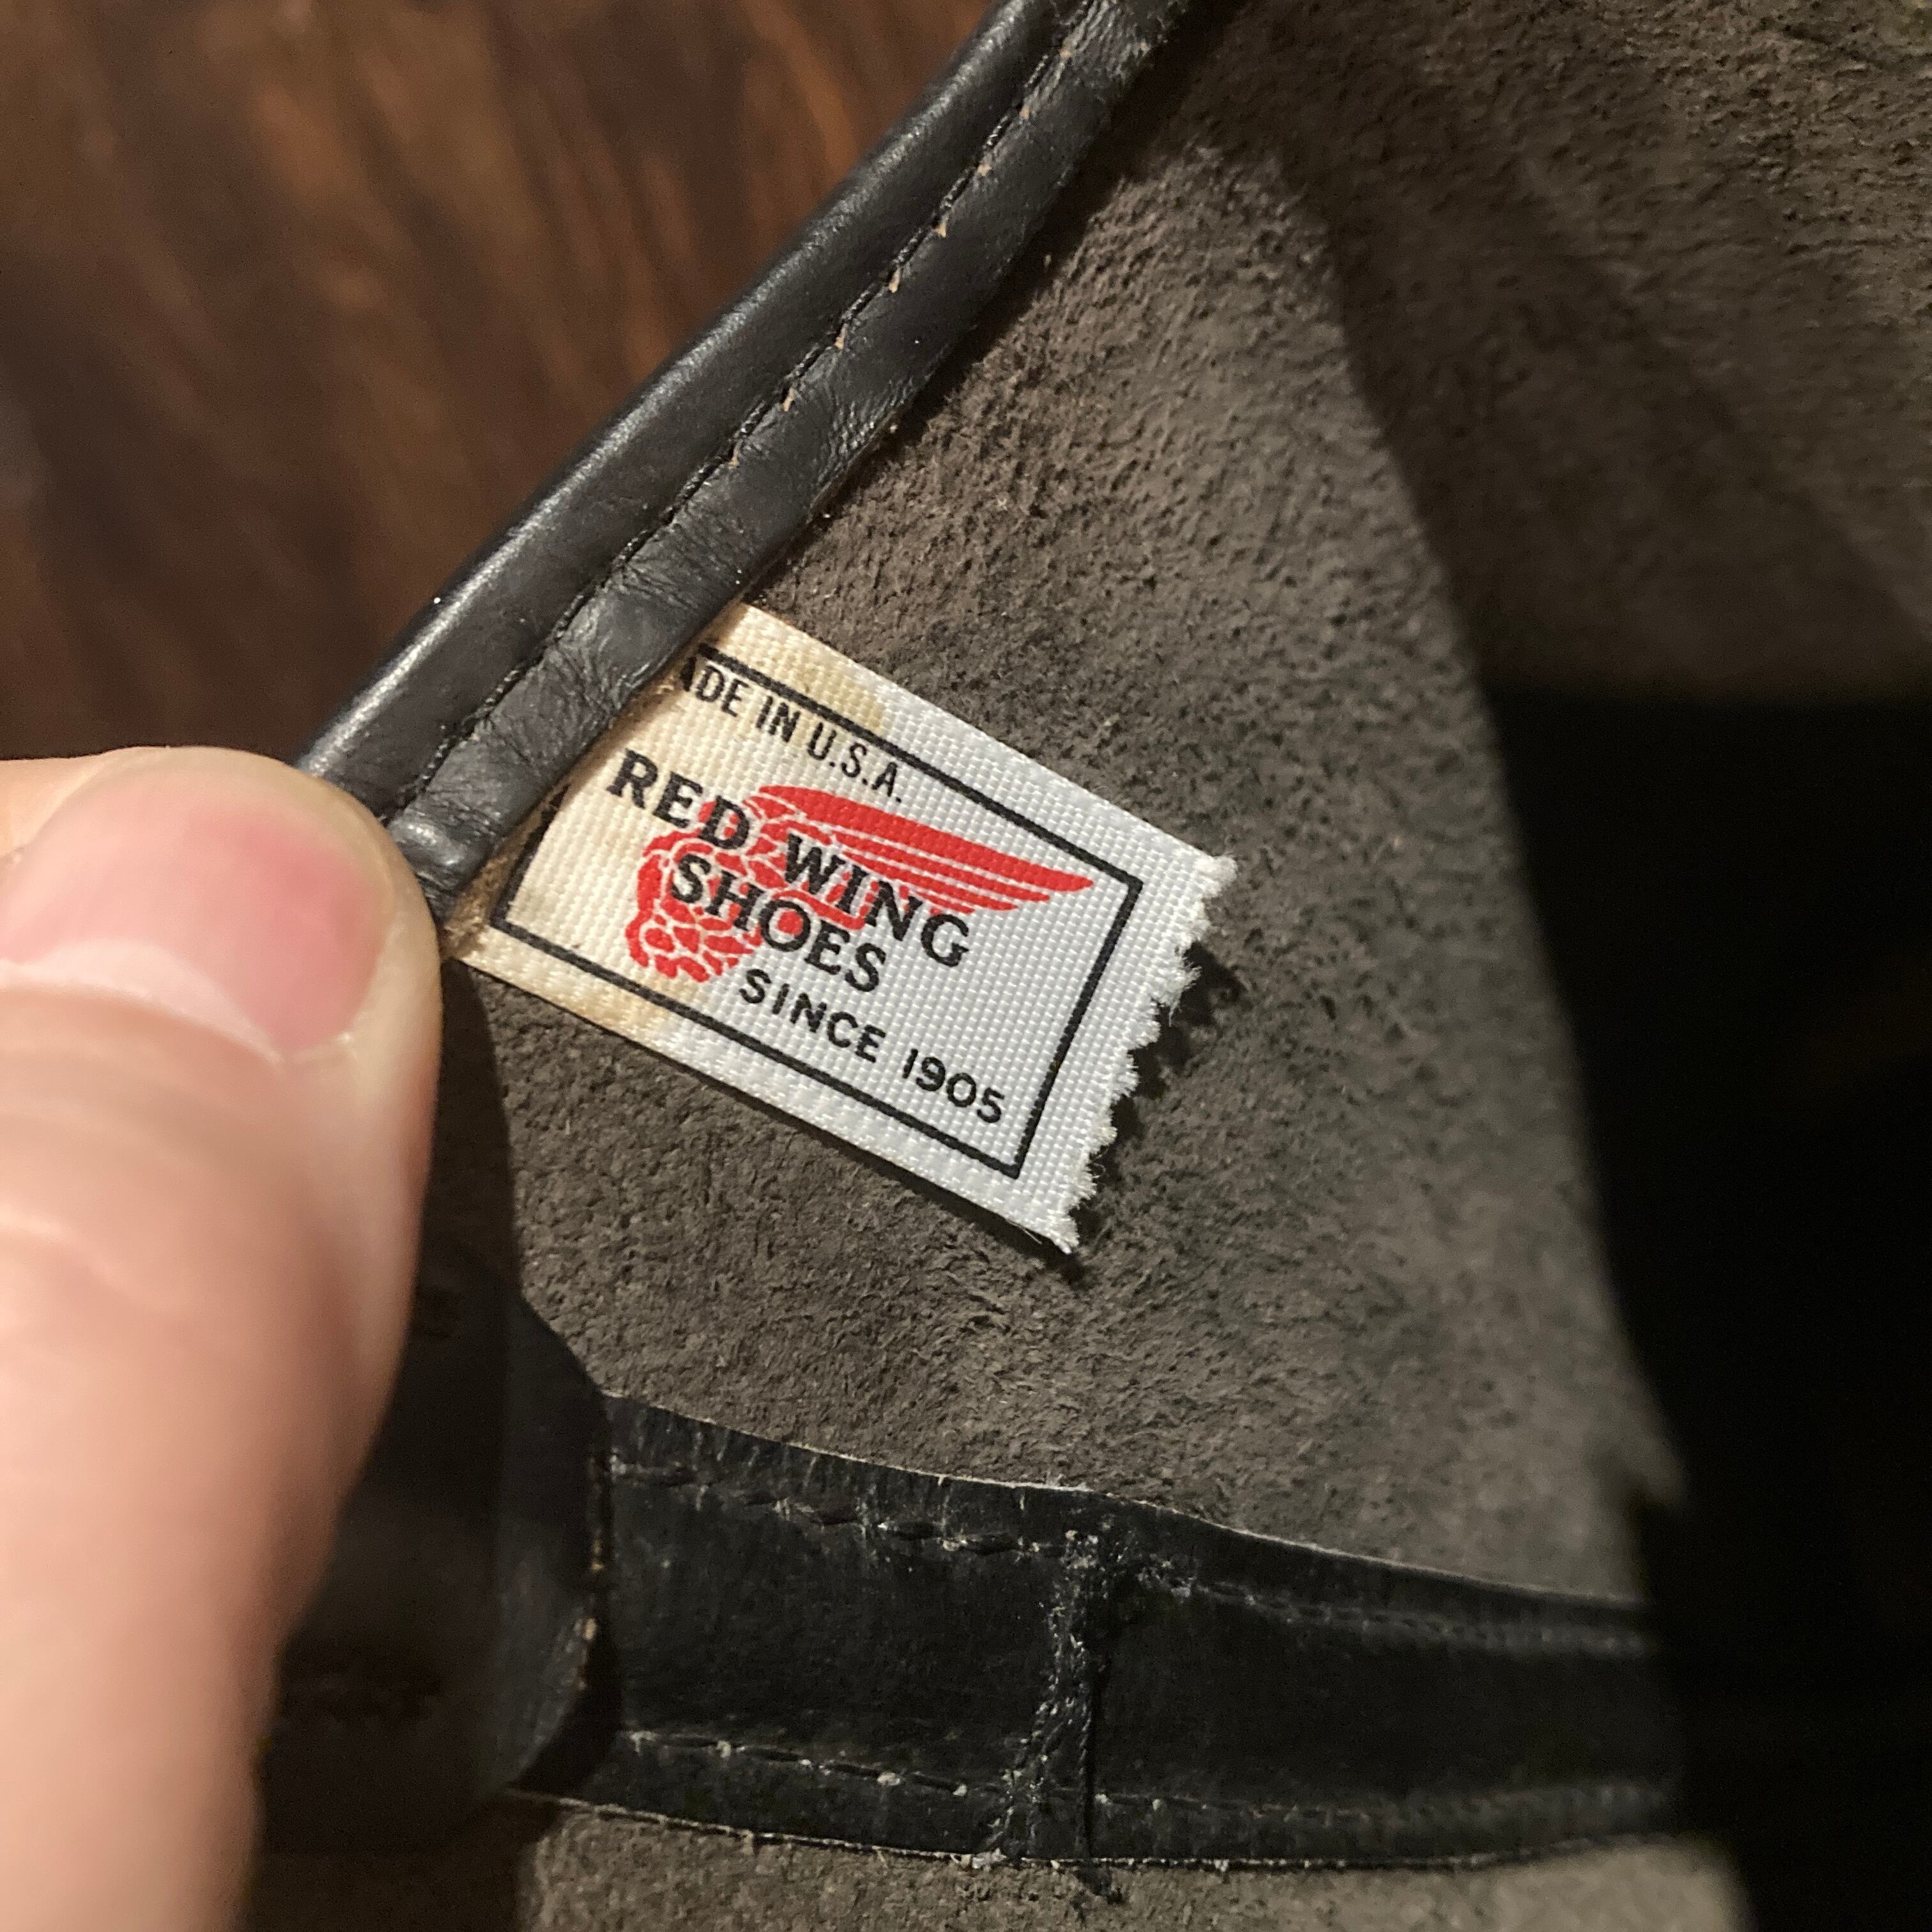 ADE IN U.S.A.
RED WING
SHOES
SINCE 1905